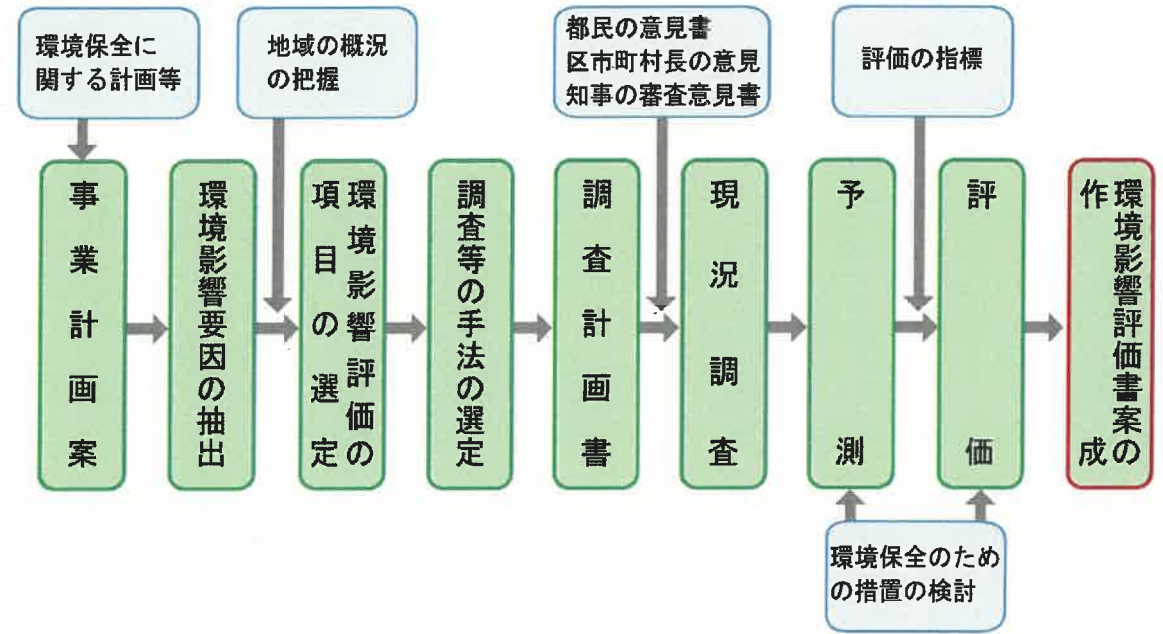 環境保全に
関する計画等
地域の概況
の把握
都民の意見書
区市町村長の意見
知事の審査意見書
評価の指標
事業計画案
環境影響要因の抽出
環境影響評価の
項目の選定
調査等の手法の選定
調査計画書
現況調査
予測
評価
環境影響評価書案の
作成
環境保全のため
の措置の検討